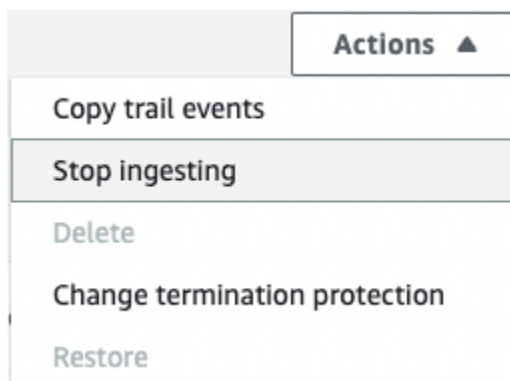 Actions
Copy trail events
Stop ingesting
Delete
Change termination protection
Restore